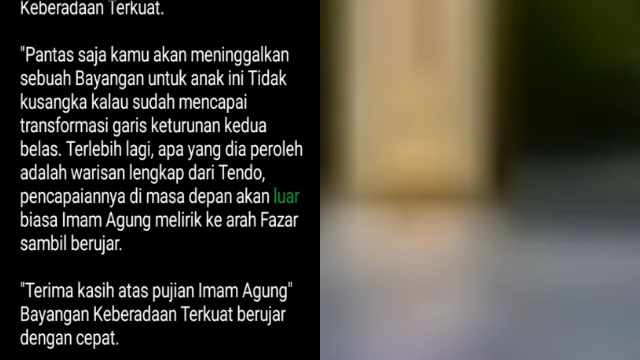 Keberadaan Terkuat.
"Pantas saja kamu akan meninggalkan
sebuah Bayangan untuk anak ini Tidak
kusangka kalau sudah mencapai
transformasi garis keturunan kedua
belas. Terlebih lagi, apa yang dia peroleh
adalah warisan lengkap dari Tendo,
pencapaiannya di masa depan akan luar
biasa Imam Agung melirik ke arah Fazar
sambil berujar.
"Terima kasih atas pujian Imam Agung"
Bayangan Keberadaan Terkuat berujar
dengan cepat.